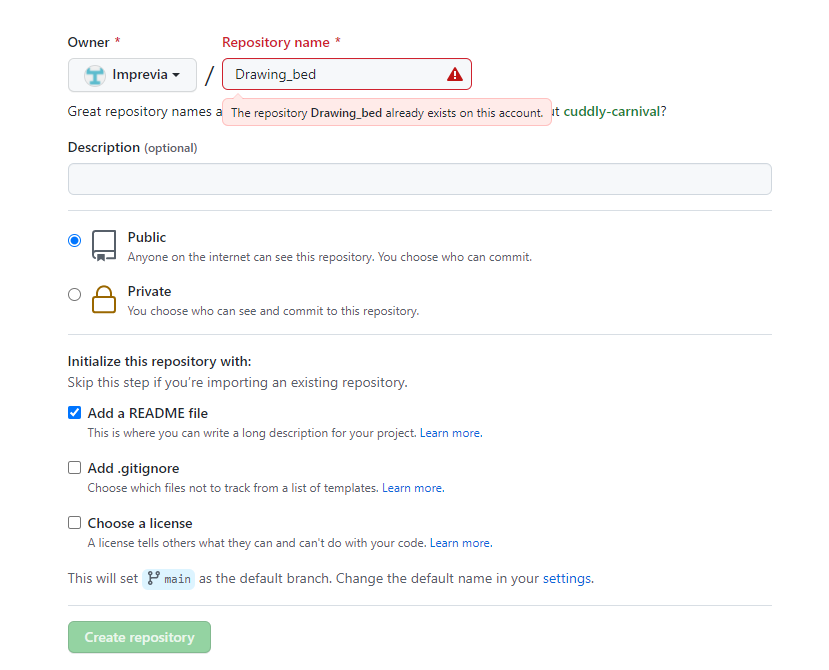 Owner *
Repository name *
Imprevia
/
Drawing_bed
Great repository names a
The repository Drawing_bed already exists on this account.
cuddly-carnival?
Description (optional)
Public
Anyone on the internet can see this repository. You choose who can commit.
Private
You choose who can see and commit to this repository.
Initialize this repository with:
Skip this step if you’re importing an existing repository.
Add a README file
This is where you can write a long description for your project. Learn more.
Add .gitignore
Choose which files not to track from a list of templates. Learn more.
Choose a license
A license tells others what they can and can't do with your code. Learn more.
This will set main as the default branch. Change the default name in your settings.
Create repository